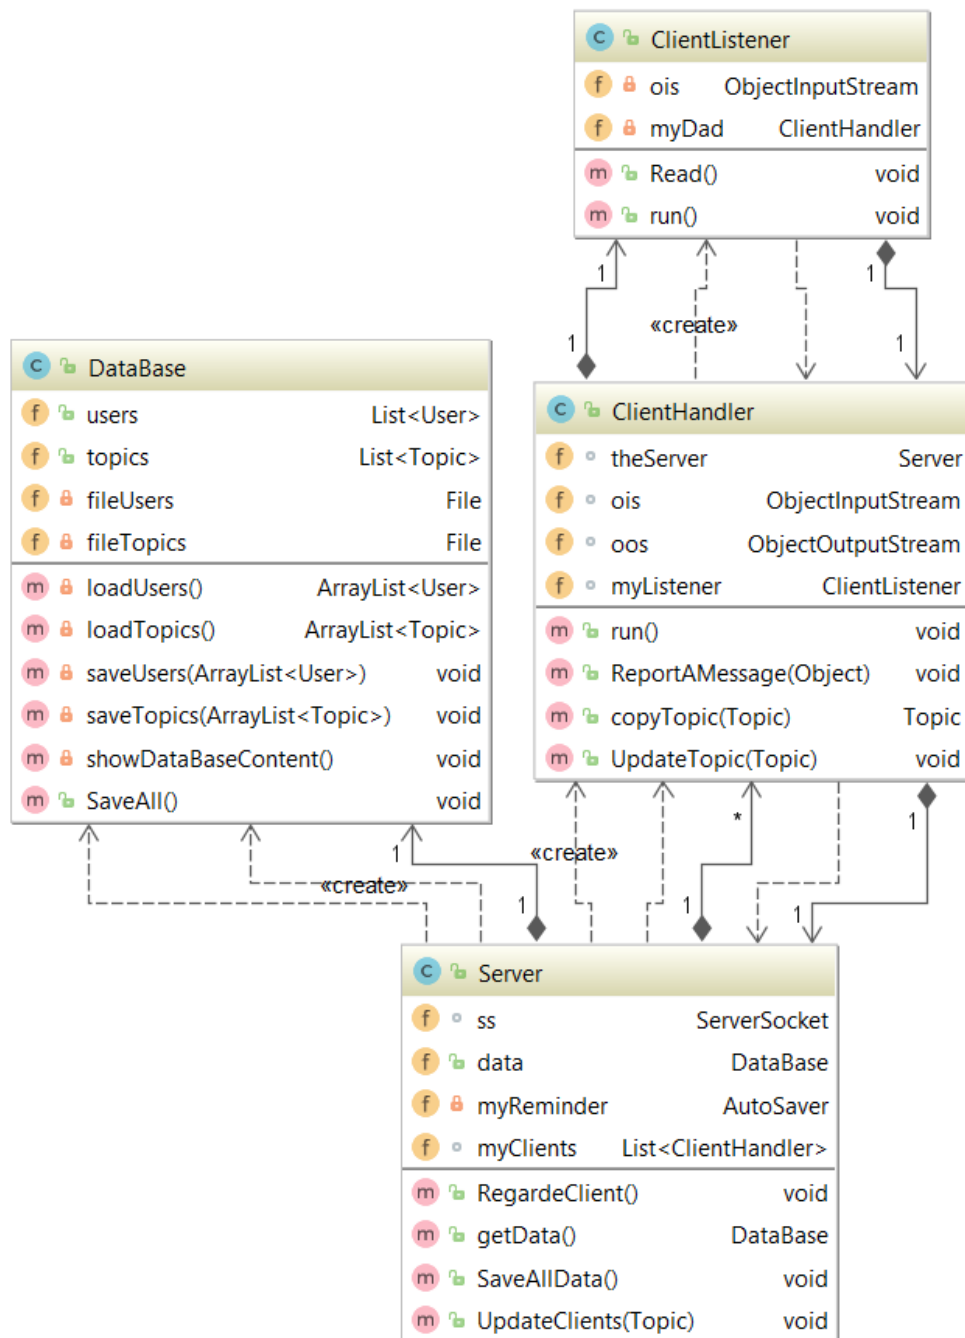 C ClientListener
f ois ObjectInputStream
f myDad ClientHandler
m Read() void
m run() void
1 1
«create»
1 1
C DataBase
f users List<User>
f topics List<Topic>
f fileUsers File
f fileTopics File
m loadUsers() ArrayList<User>
m loadTopics() ArrayList<Topic>
m saveUsers(ArrayList<User>) void
m saveTopics(ArrayList<Topic>) void
m showDataBaseContent() void
m SaveAll() void
C ClientHandler
f theServer Server
f ois ObjectInputStream
f oos ObjectOutputStream
f myListener ClientListener
m run() void
m ReportAMessage(Object) void
m copyTopic(Topic) Topic
m UpdateTopic(Topic) void
* 1
1 «create»
«create»
1 1 1
C Server
f ss ServerSocket
f data DataBase
f myReminder AutoSaver
f myClients List<ClientHandler>
m RegardeClient() void
m getData() DataBase
m SaveAllData() void
m UpdateClients(Topic) void